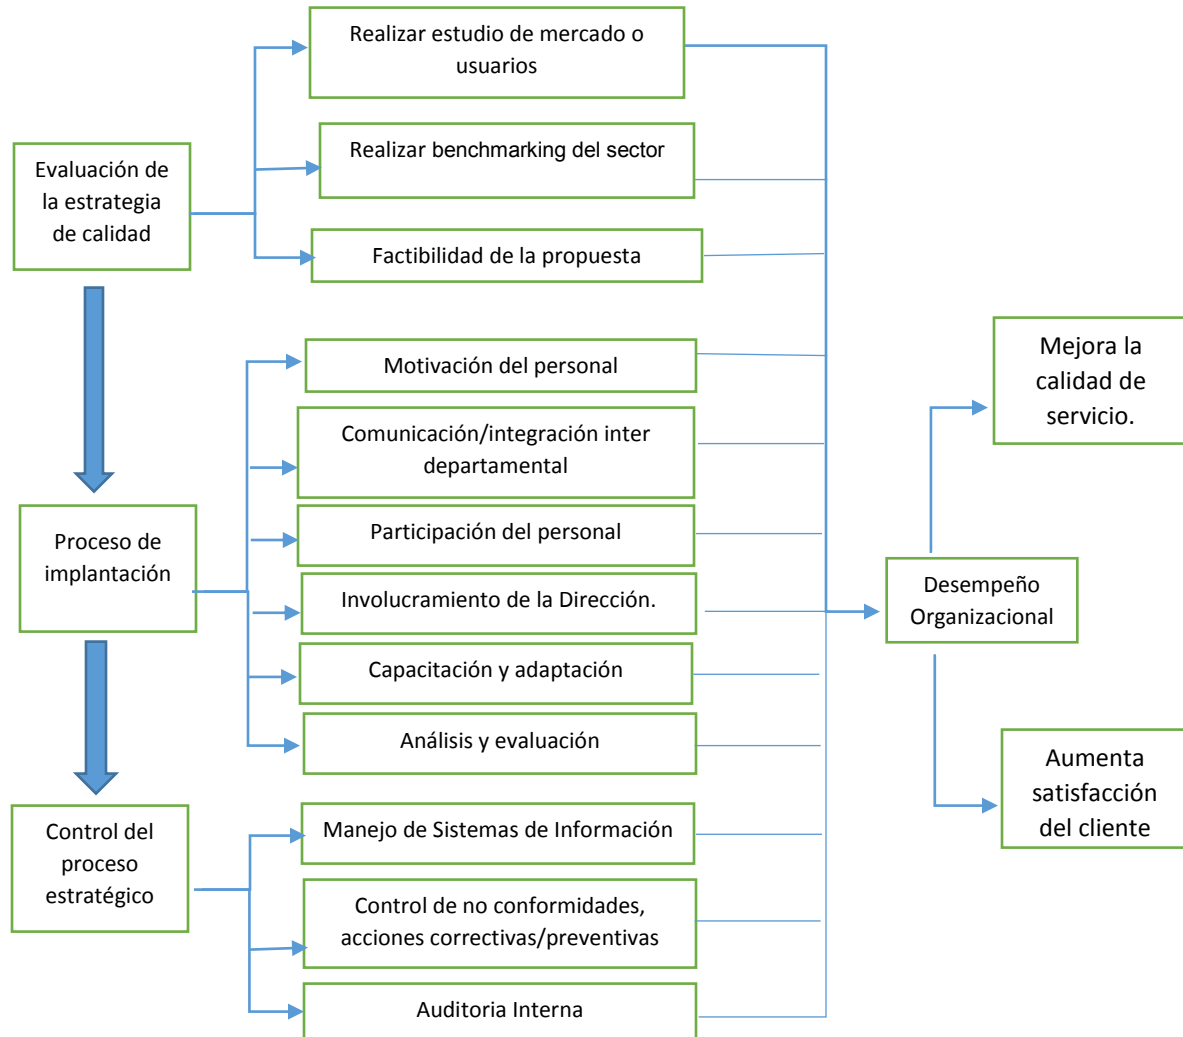 Realizar estudio de mercado o
usuarios
Realizar benchmarking del sector
Evaluación de
la estrategia
de calidad
Factibilidad de la propuesta
Motivación del personal
Comunicación/integración inter
departamental
Participación del personal
Proceso de
implantación
Involucramiento de la Dirección.
Capacitación y adaptación
Análisis y evaluación
Control del
proceso
estratégico
Manejo de Sistemas de Información
Control de no conformidades,
acciones correctivas/preventivas
Auditoria Interna
Desempeño
Organizacional
Mejora la
calidad de
servicio.
Aumenta
satisfacción
del cliente